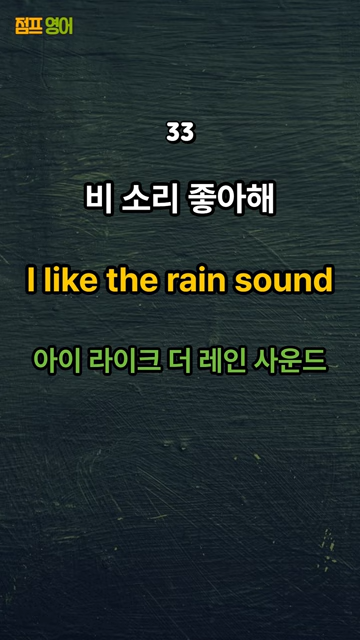 점프 영어
33
비 소리 좋아해
I like the rain sound
아이 라이크 더 레인 사운드